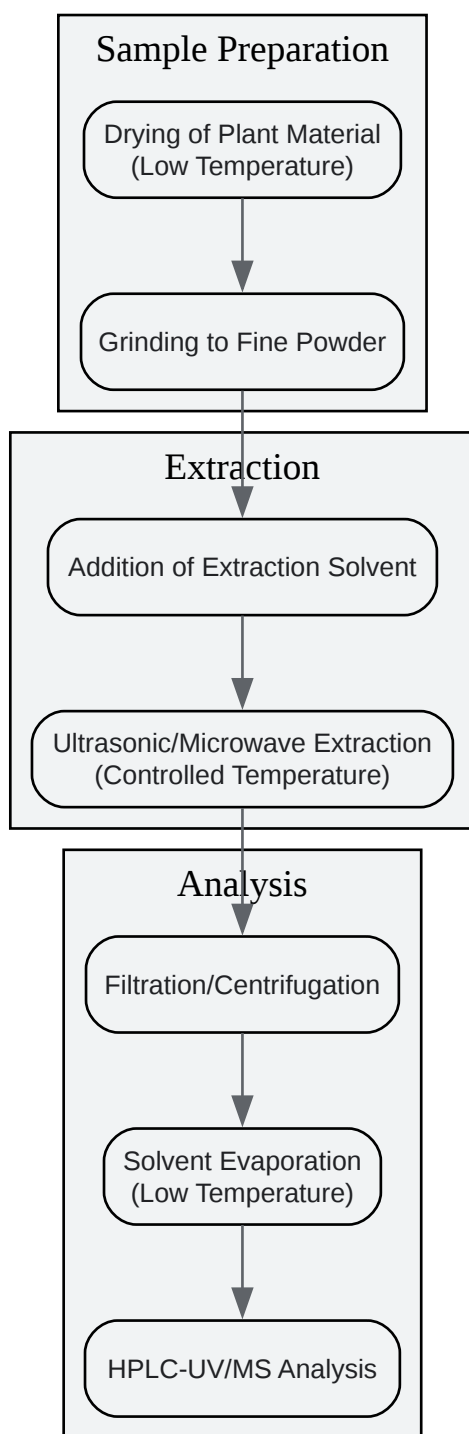 Sample Preparation
Drying of Plant Material
(Low Temperature)
Grinding to Fine Powder
Extraction
Addition of Extraction Solvent
Ultrasonic/Microwave Extraction
(Controlled Temperature)
Analysis
Filtration/Centrifugation
Solvent Evaporation
(Low Temperature)
HPLC-UV/MS Analysis